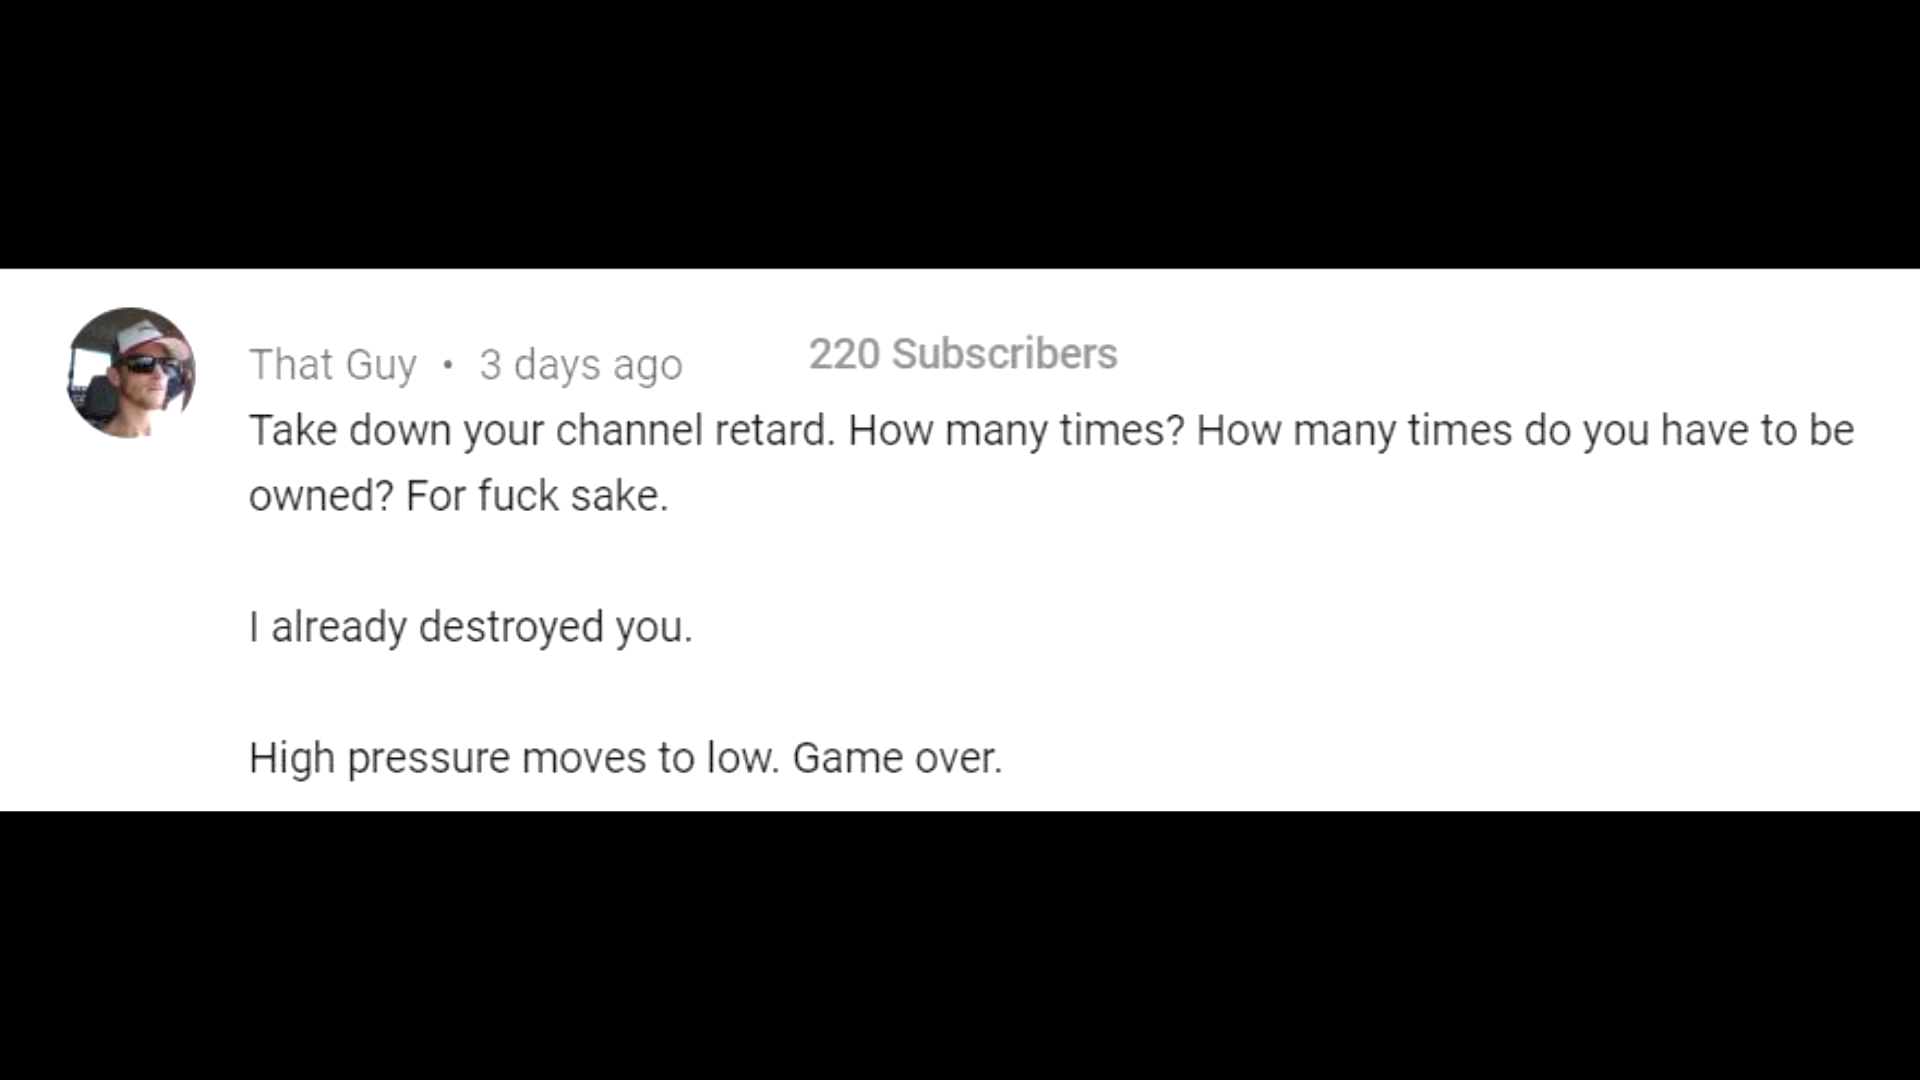 That Guy • 3 days ago 220 Subscribers
Take down your channel retard. How many times? How many times do you have to be
owned? For fuck sake.
I already destroyed you.
High pressure moves to low. Game over.